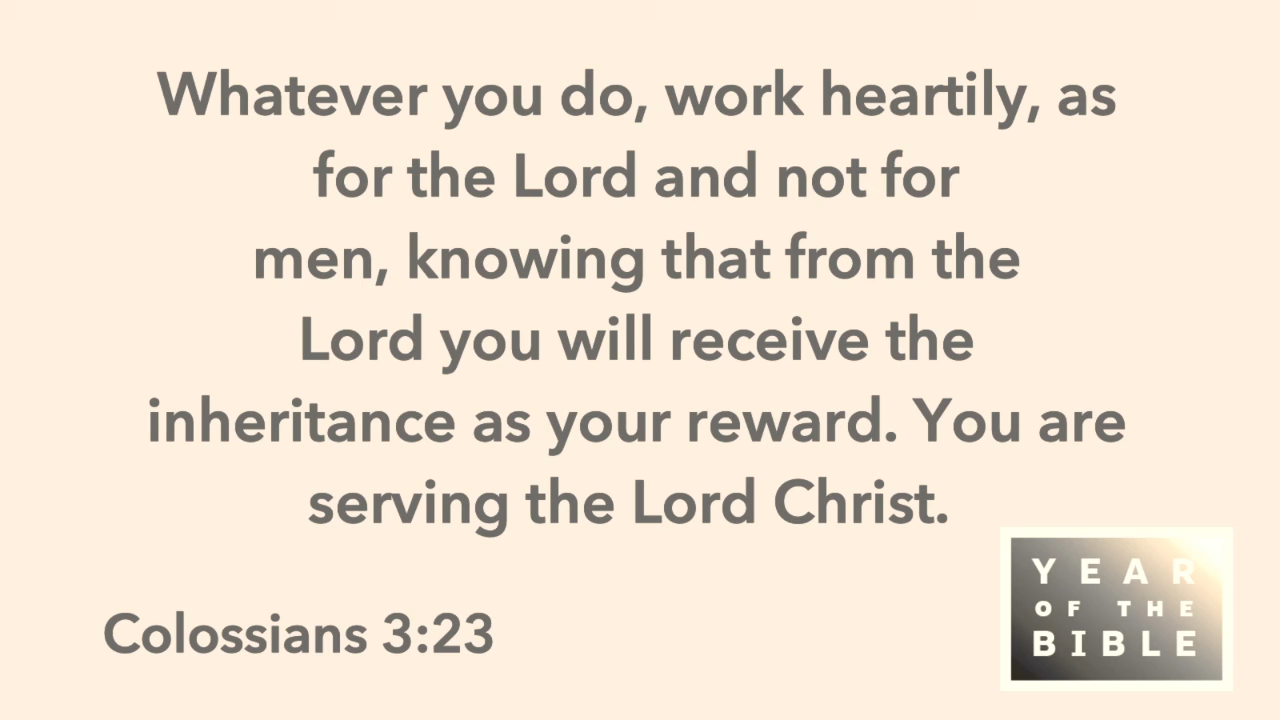 Whatever you do, work heartily, as
for the Lord and not for
men, knowing that from the
Lord you will receive the
inheritance as your reward. You are
serving the Lord Christ.
Colossians 3:23
YEAR
OF THE
BIBLE